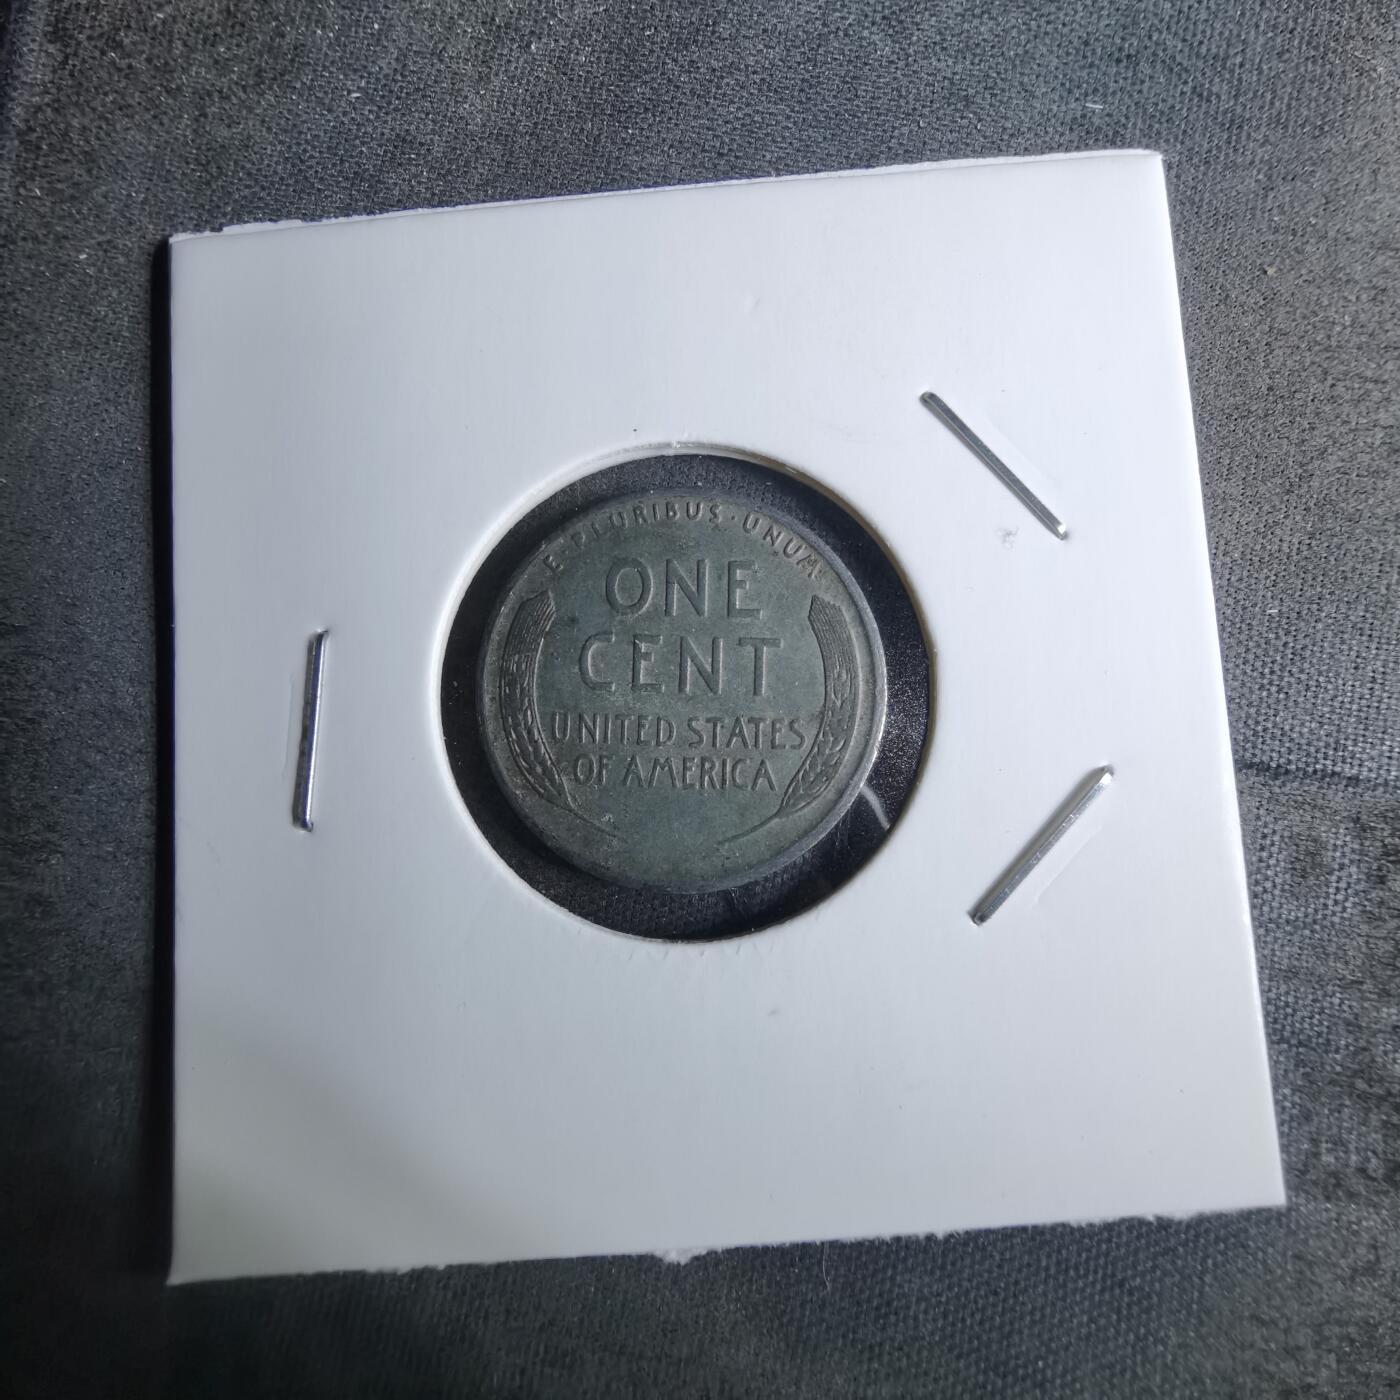 E·PLURIBUS·UNUM
ONE
CENT
UNITED STATES
OF AMERICA